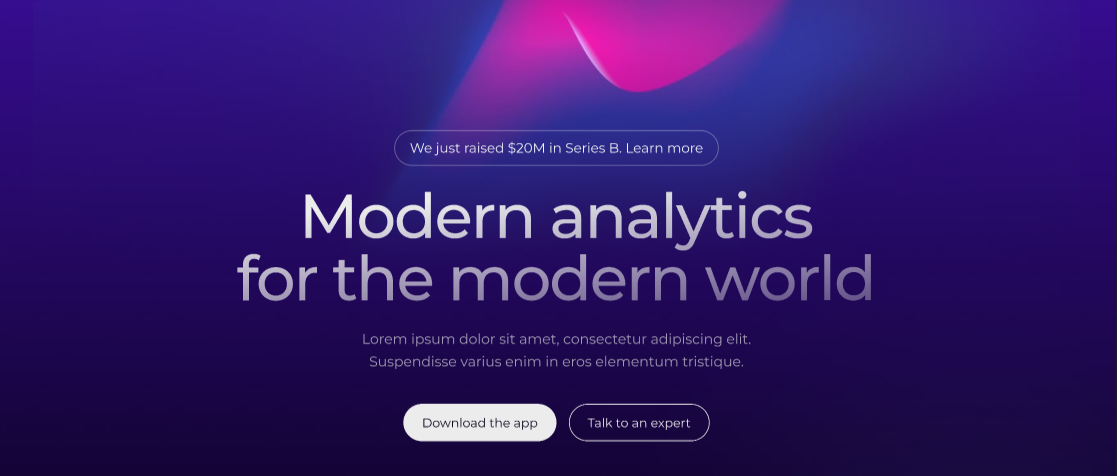 We just raised $20M in Series B. Learn more
Modern analytics
for the modern world
Lorem ipsum dolor sit amet, consectetur adipiscing elit.
Suspendisse varius enim in eros elementum tristique.
Download the app
Talk to an expert